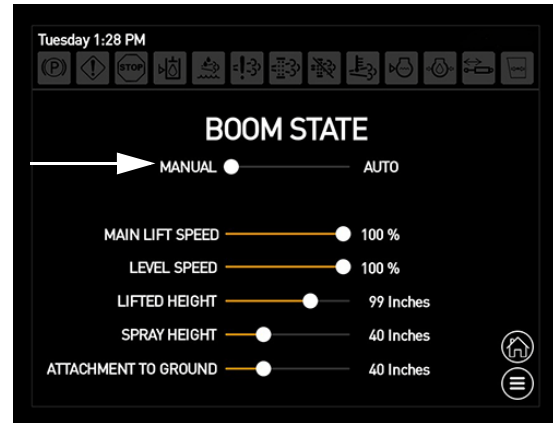 Tuesday 1:28 PM
(P) STOP
BOOM STATE
MANUAL AUTO
MAIN LIFT SPEED 100 %
LEVEL SPEED 100 %
LIFTED HEIGHT 99 Inches
SPRAY HEIGHT 40 Inches
ATTACHMENT TO GROUND 40 Inches